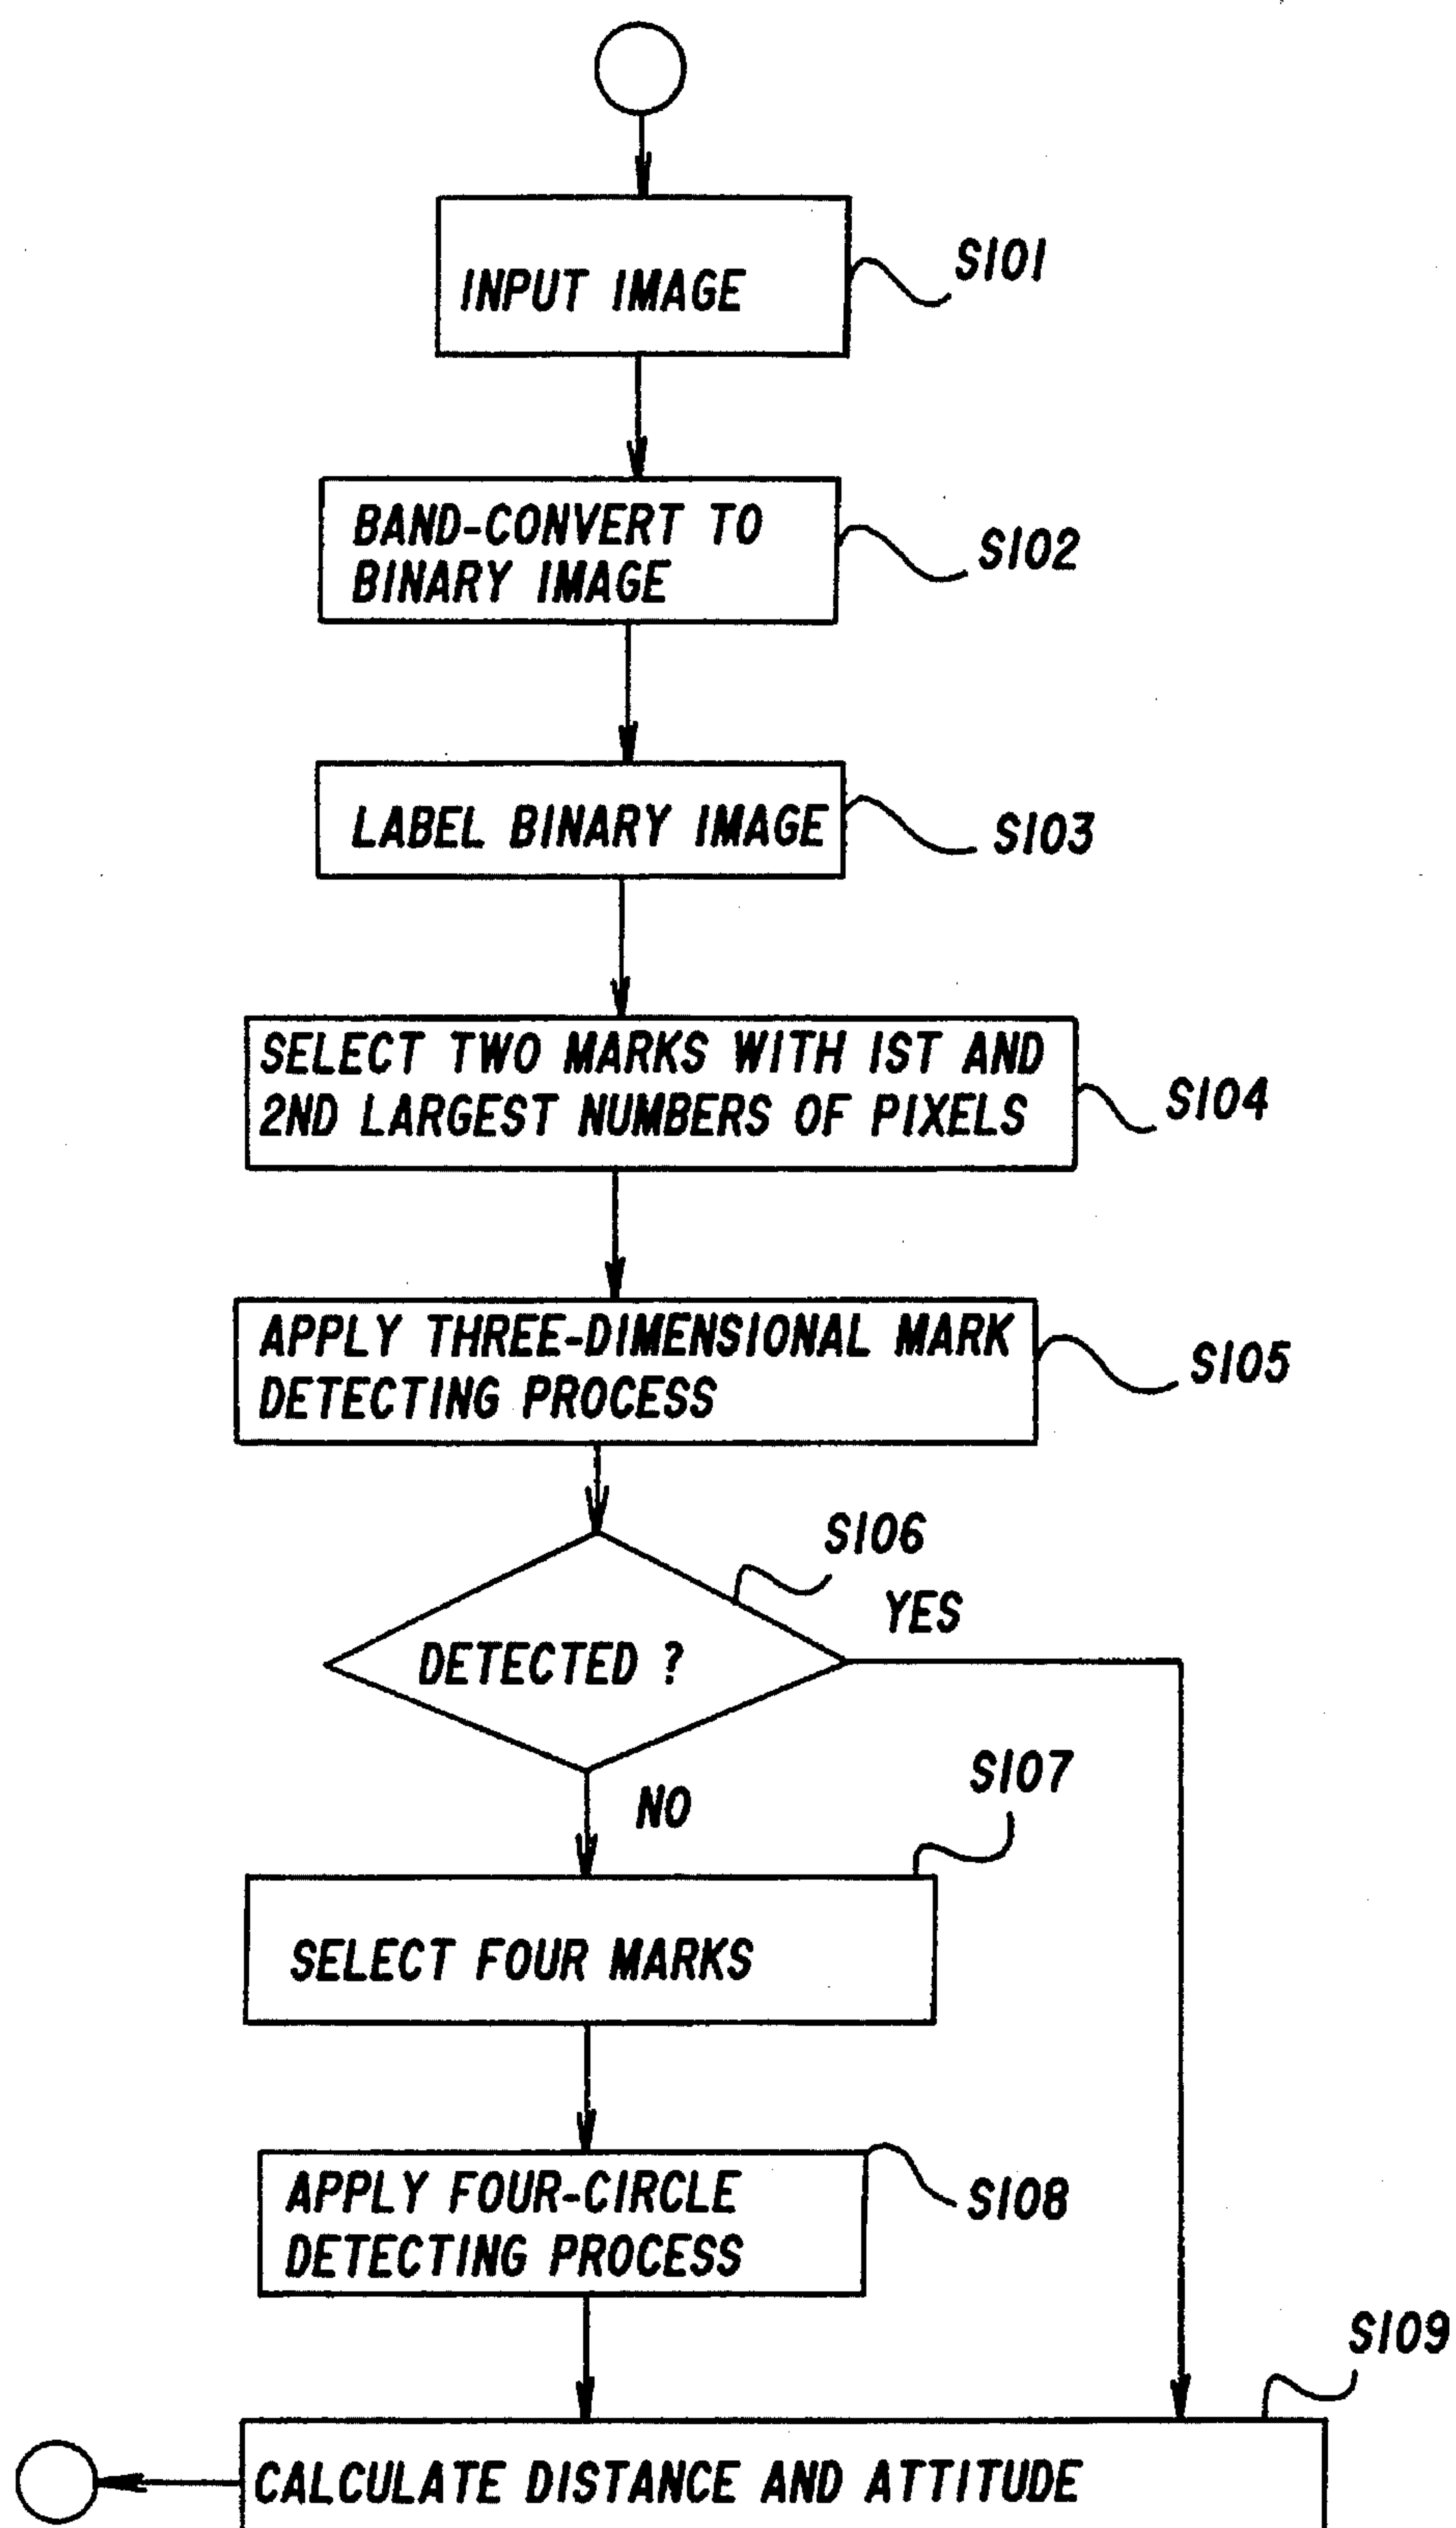 INPUT IMAGE
S101
BAND-CONVERT TO
BINARY IMAGE
S102
LABEL BINARY IMAGE
S103
SELECT TWO MARKS WITH 1ST AND
2ND LARGEST NUMBERS OF PIXELS
S104
APPLY THREE-DIMENSIONAL MARK
DETECTING PROCESS
S105
S106
YES
DETECTED ?
NO
S107
SELECT FOUR MARKS
APPLY FOUR-CIRCLE
DETECTING PROCESS
S108
S109
CALCULATE DISTANCE AND ATTITUDE